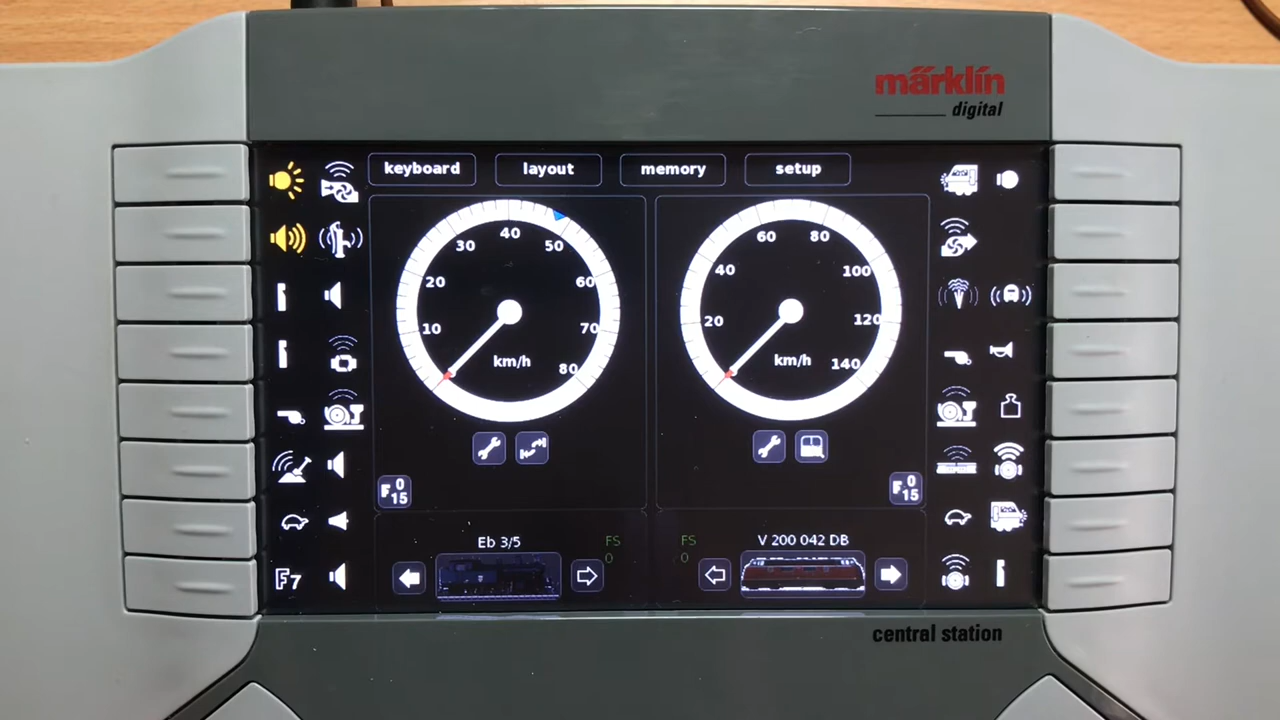 märklin
digital
keyboard layout memory setup
10 20 30 40 50 60 70 80
km/h
20 40 60 80 100 120 140
km/h
F 0 15
F 0 15
Eb 3/5
FS
0
FS
0
V 200 042 DB
F7
central station